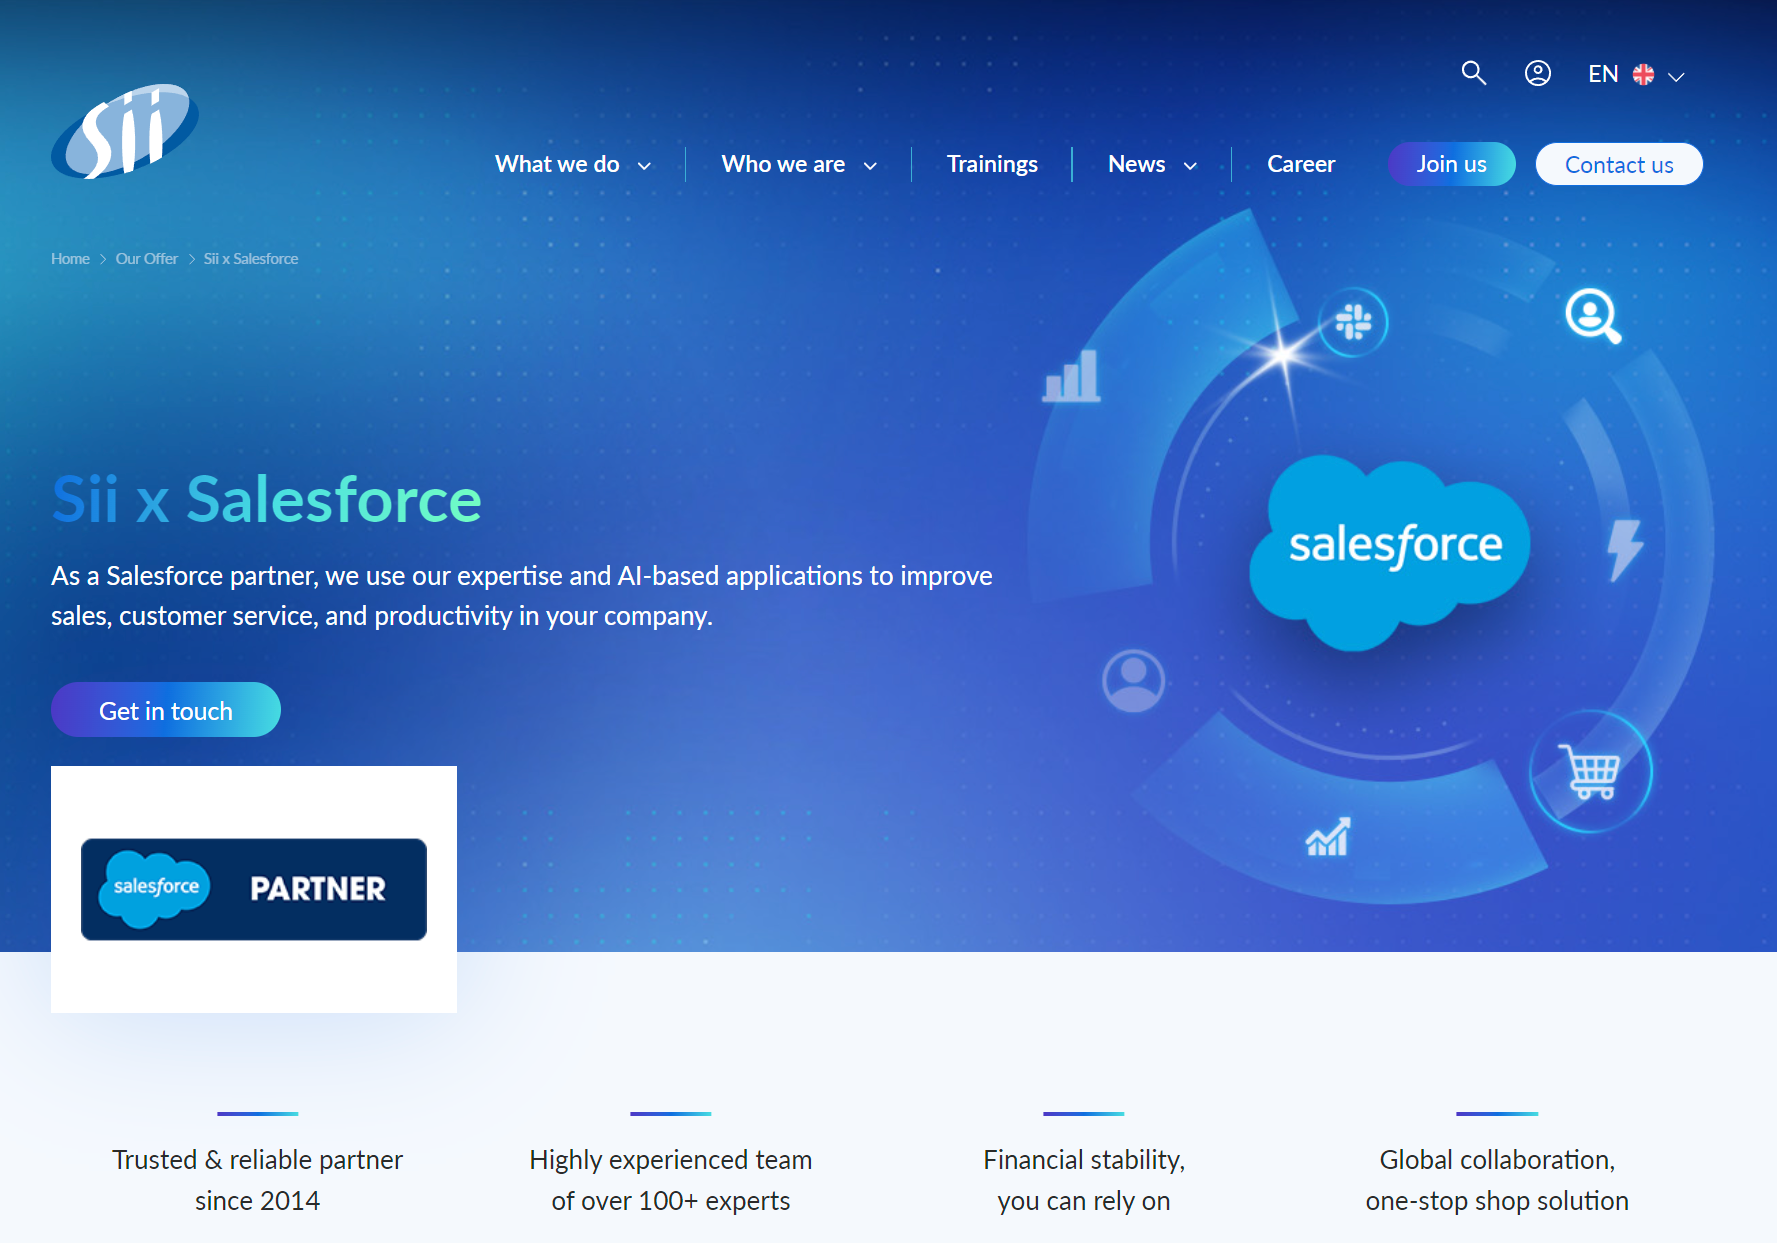 EN
Sii
What we do
Who we are
Trainings
News
Career
Join us
Contact us
Home
Our Offer
Sii x Salesforce
Sii x Salesforce
As a Salesforce partner, we use our expertise and AI-based applications to improve
sales, customer service, and productivity in your company.
Get in touch
salesforce
salesforce PARTNER
Trusted & reliable partner
since 2014
Highly experienced team
of over 100+ experts
Financial stability,
you can rely on
Global collaboration,
one-stop shop solution